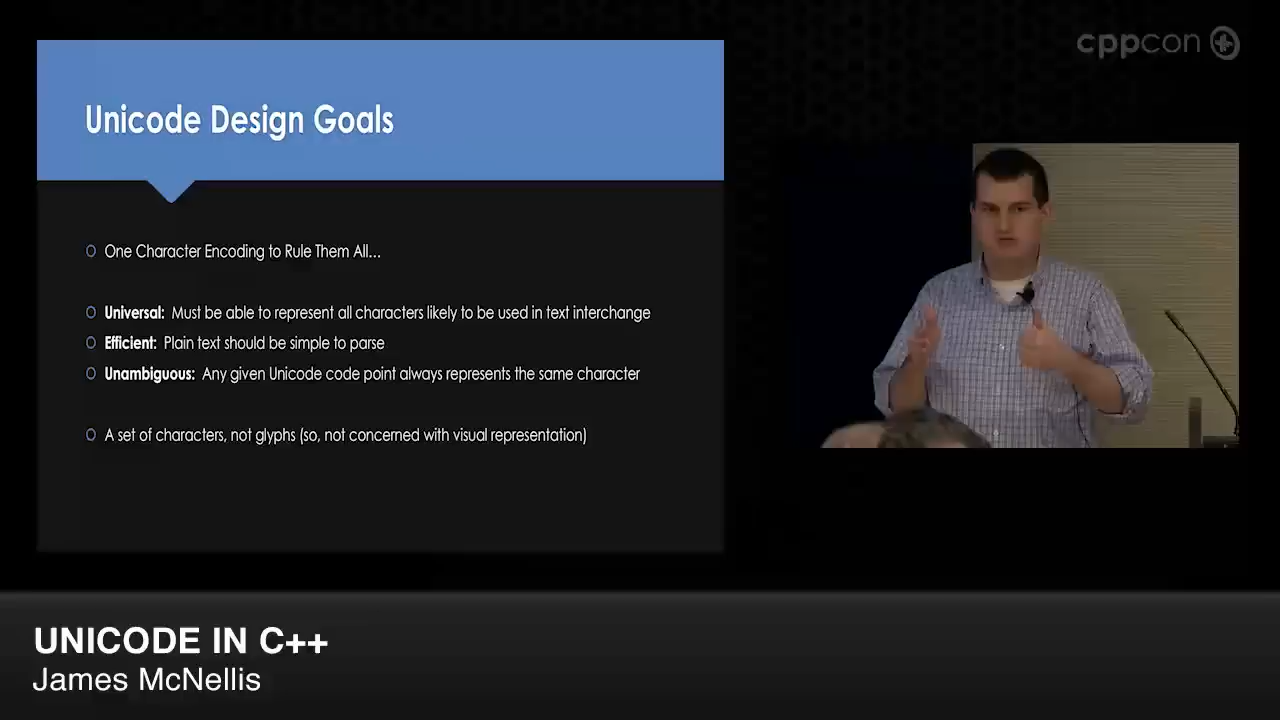 cppcon
Unicode Design Goals
One Character Encoding to Rule Them All...
Universal: Must be able to represent all characters likely to be used in text interchange
Efficient: Plain text should be simple to parse
Unambiguous: Any given Unicode code point always represents the same character
A set of characters, not glyphs (so, not concerned with visual representation)
UNICODE IN C++
James McNellis